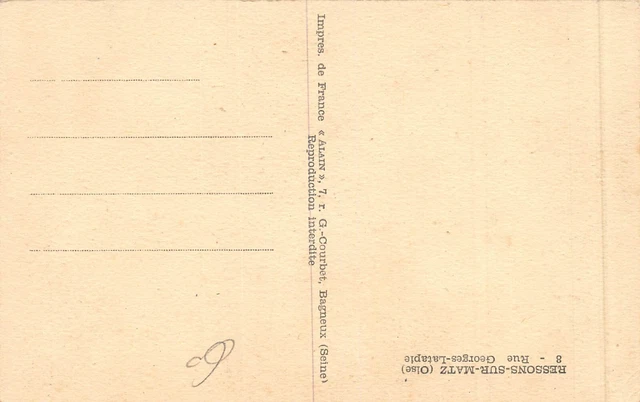 RESSONS-SUR-MATZ (Oise)
8 - Rue Georges-Latapie
Impres. de France « ALAIN », 7, r. G.-Courbet, Bagneux (Seine)
Reproduction interdite